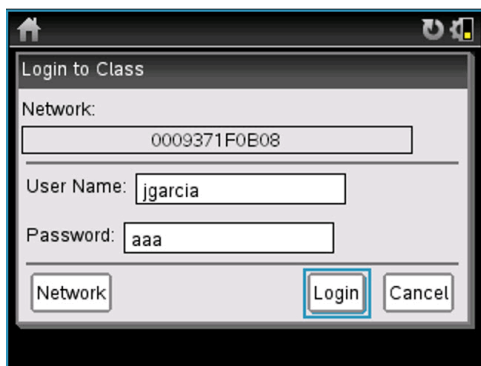 Login to Class
Network:
0009371F0B08
User Name: jgarcia
Password: aaa
Network Login Cancel